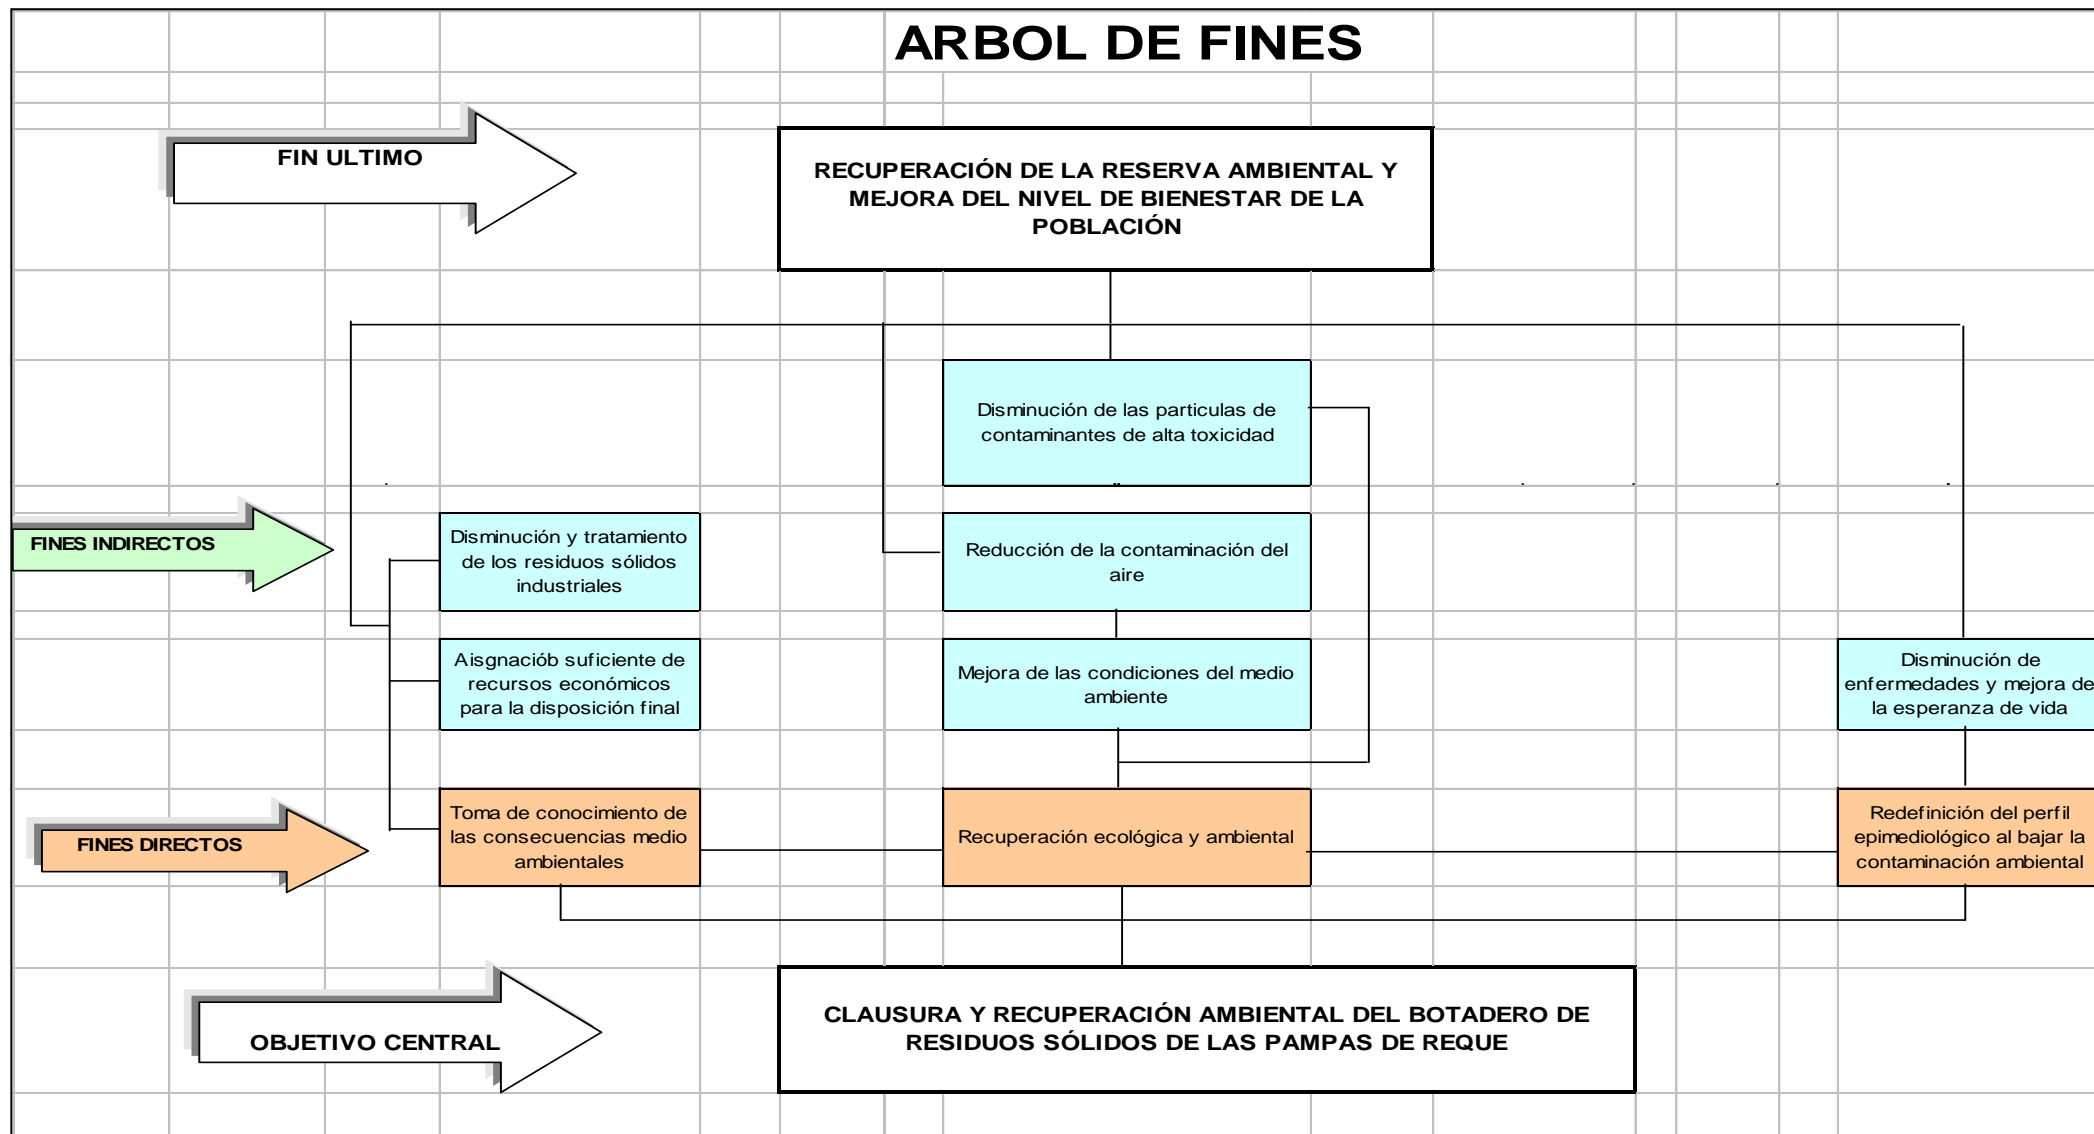 ARBOL DE FINES
FIN ULTIMO
RECUPERACIÓN DE LA RESERVA AMBIENTAL Y
MEJORA DEL NIVEL DE BIENESTAR DE LA
POBLACIÓN
Disminución de las particulas de
contaminantes de alta toxicidad
FINES INDIRECTOS
Disminución y tratamiento
de los residuos sólidos
industriales
Reducción de la contaminación del
aire
Aisgnaciób suficiente de
recursos económicos
para la disposición final
Mejora de las condiciones del medio
ambiente
Disminución de
enfermedades y mejora de
la esperanza de vida
FINES DIRECTOS
Toma de conocimiento de
las consecuencias medio
ambientales
Recuperación ecológica y ambiental
Redefinición del perfil
epimediológico al bajar la
contaminación ambiental
OBJETIVO CENTRAL
CLAUSURA Y RECUPERACIÓN AMBIENTAL DEL BOTADERO DE
RESIDUOS SÓLIDOS DE LAS PAMPAS DE REQUE